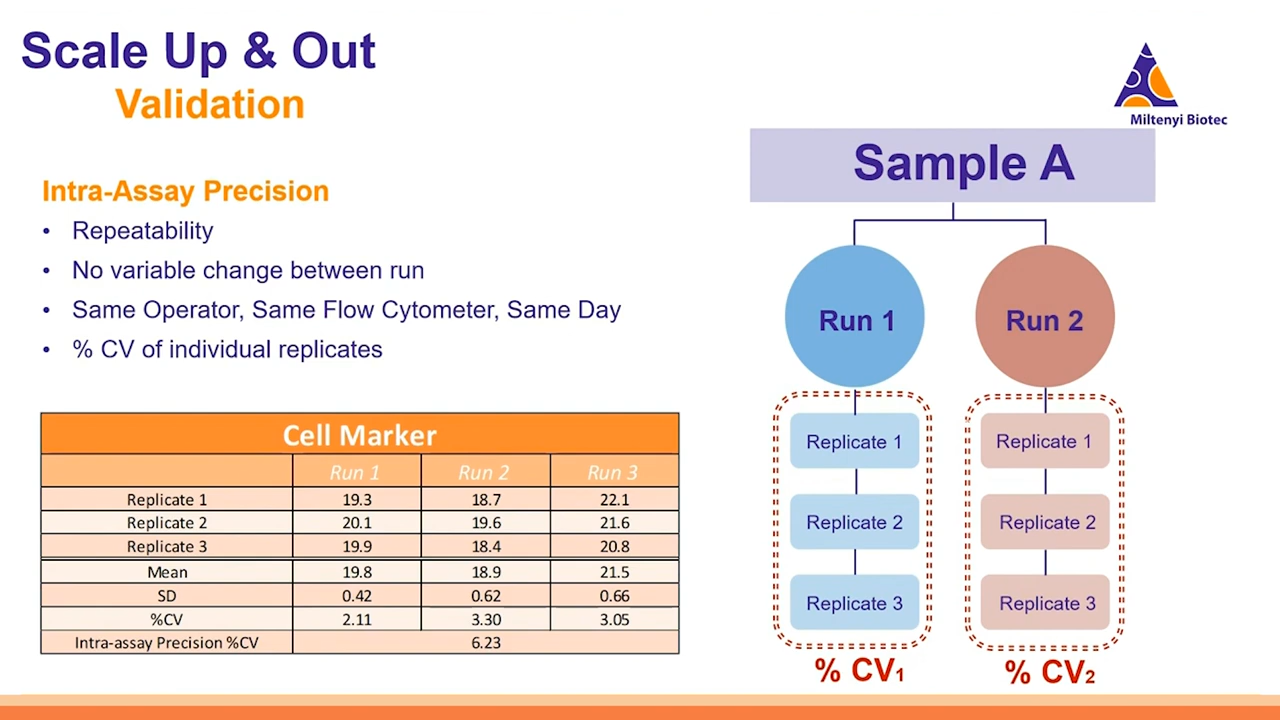 Scale Up & Out
Validation
Miltenyi Biotec
Intra-Assay Precision
• Repeatability
• No variable change between run
• Same Operator, Same Flow Cytometer, Same Day
• % CV of individual replicates
Cell Marker
Run 1 Run 2 Run 3
Replicate 1 19.3 18.7 22.1
Replicate 2 20.1 19.6 21.6
Replicate 3 19.9 18.4 20.8
Mean 19.8 18.9 21.5
SD 0.42 0.62 0.66
%CV 2.11 3.30 3.05
Intra-assay Precision %CV 6.23
Sample A
Run 1 Run 2
Replicate 1 Replicate 1
Replicate 2 Replicate 2
Replicate 3 Replicate 3
% CV₁ % CV₂